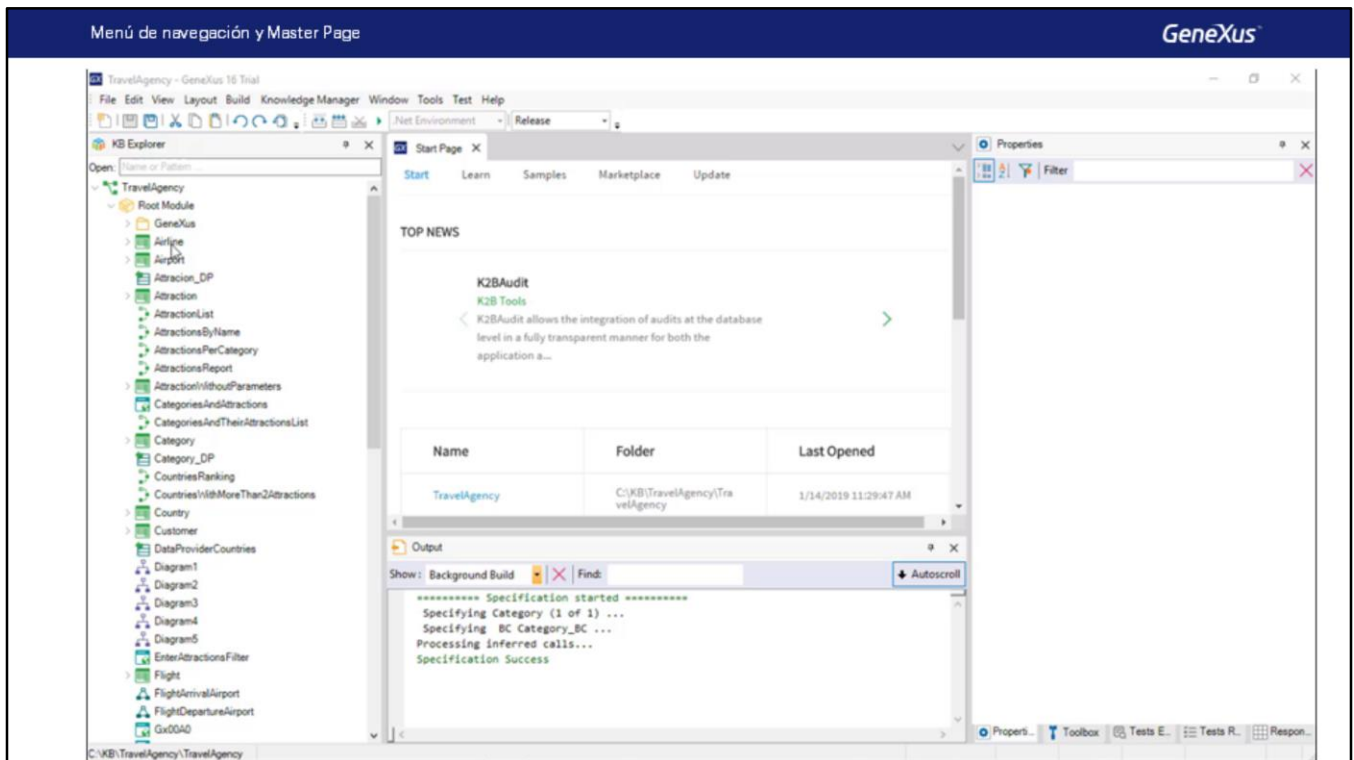 Menú de navegación y Master Page
GeneXus™
TravelAgency - GeneXus 16 Trial
File Edit View Layout Build Knowledge Manager Window Tools Test Help
.Net Environment
Release
KB Explorer
Open: Name or Pattern ...
TravelAgency
Root Module
GeneXus
Airline
Airport
Attracion_DP
Attraction
AttractionList
AttractionsByName
AttractionsPerCategory
AttractionsReport
AttractionWithoutParameters
CategoriesAndAttractions
CategoriesAndTheirAttractionsList
Category
Category_DP
CountriesRanking
CountriesWithMoreThan2Attractions
Country
Customer
DataProviderCountries
Diagram1
Diagram2
Diagram3
Diagram4
Diagram5
EnterAttractionsFilter
Flight
FlightArrivalAirport
FlightDepartureAirport
Gx00A0
Start Page
Start Learn Samples Marketplace Update
TOP NEWS
K2BAudit
K2B Tools
K2BAudit allows the integration of audits at the database
level in a fully transparent manner for both the
application a...
Name Folder Last Opened
TravelAgency C:\KB\TravelAgency\Tra
velAgency 1/14/2019 11:29:47 AM
Output
Show: Background Build Find: Autoscroll
========== Specification started ==========
Specifying Category (1 of 1) ...
Specifying BC Category_BC ...
Processing inferred calls...
Specification Success
Properties
Filter
Properti... Toolbox Tests E... Tests R... Respon...
C:\KB\TravelAgency\TravelAgency